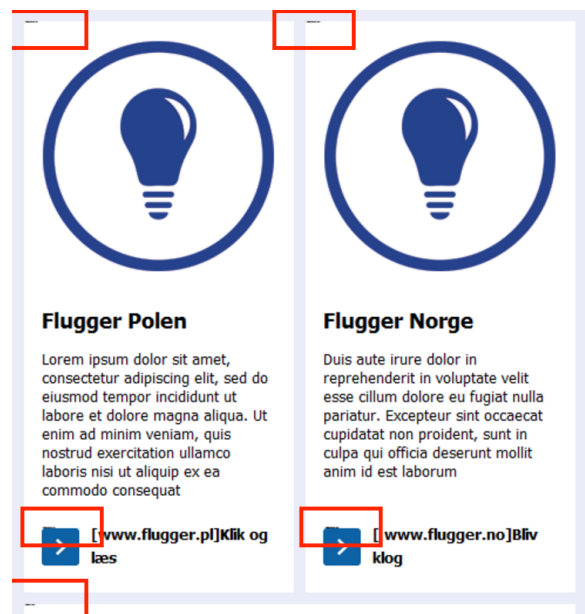 Flugger Polen
Lorem ipsum dolor sit amet,
consectetur adipiscing elit, sed do
eiusmod tempor incididunt ut
labore et dolore magna aliqua. Ut
enim ad minim veniam, quis
nostrud exercitation ullamco
laboris nisi ut aliquip ex ea
commodo consequat
[www.flugger.pl]Klik og
læs
Flugger Norge
Duis aute irure dolor in
reprehenderit in voluptate velit
esse cillum dolore eu fugiat nulla
pariatur. Excepteur sint occaecat
cupidatat non proident, sunt in
culpa qui officia deserunt mollit
anim id est laborum
[www.flugger.no]Bliv
klog